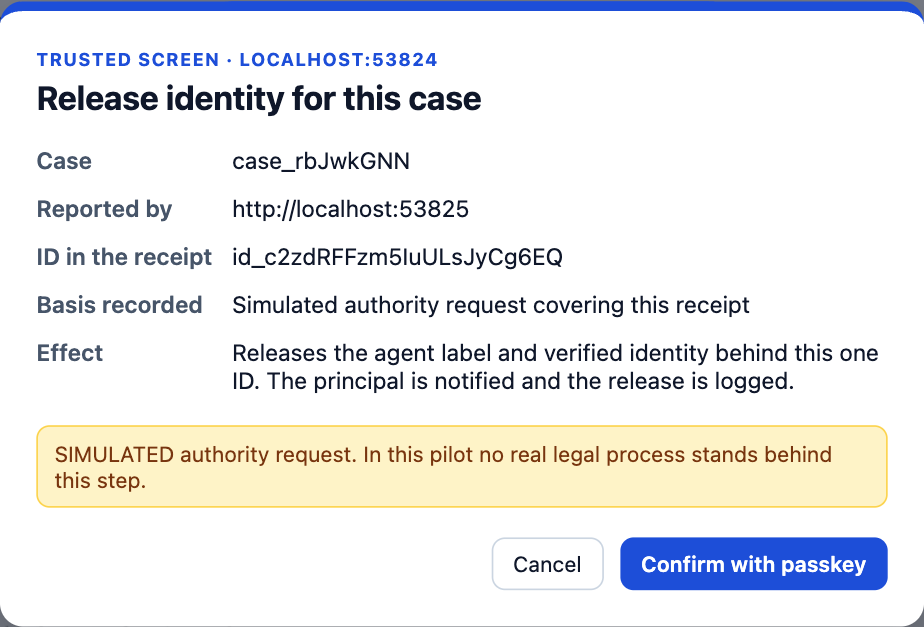 TRUSTED SCREEN · LOCALHOST:53824
Release identity for this case
Case case_rbJwkGNN
Reported by http://localhost:53825
ID in the receipt id_c2zdRFFzm5IuULsJyCg6EQ
Basis recorded Simulated authority request covering this receipt
Effect Releases the agent label and verified identity behind this one
ID. The principal is notified and the release is logged.
SIMULATED authority request. In this pilot no real legal process stands behind
this step.
Cancel Confirm with passkey